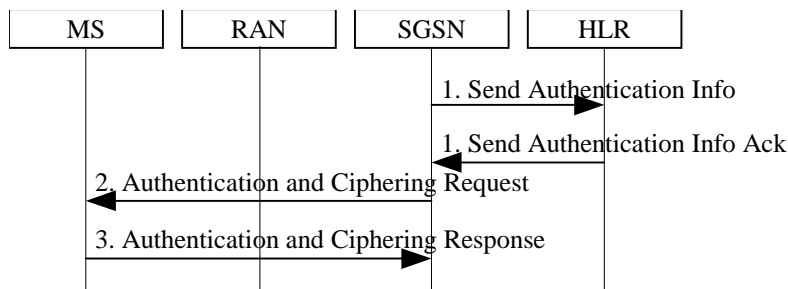 MS RAN SGSN HLR
1. Send Authentication Info
1. Send Authentication Info Ack
2. Authentication and Ciphering Request
3. Authentication and Ciphering Response